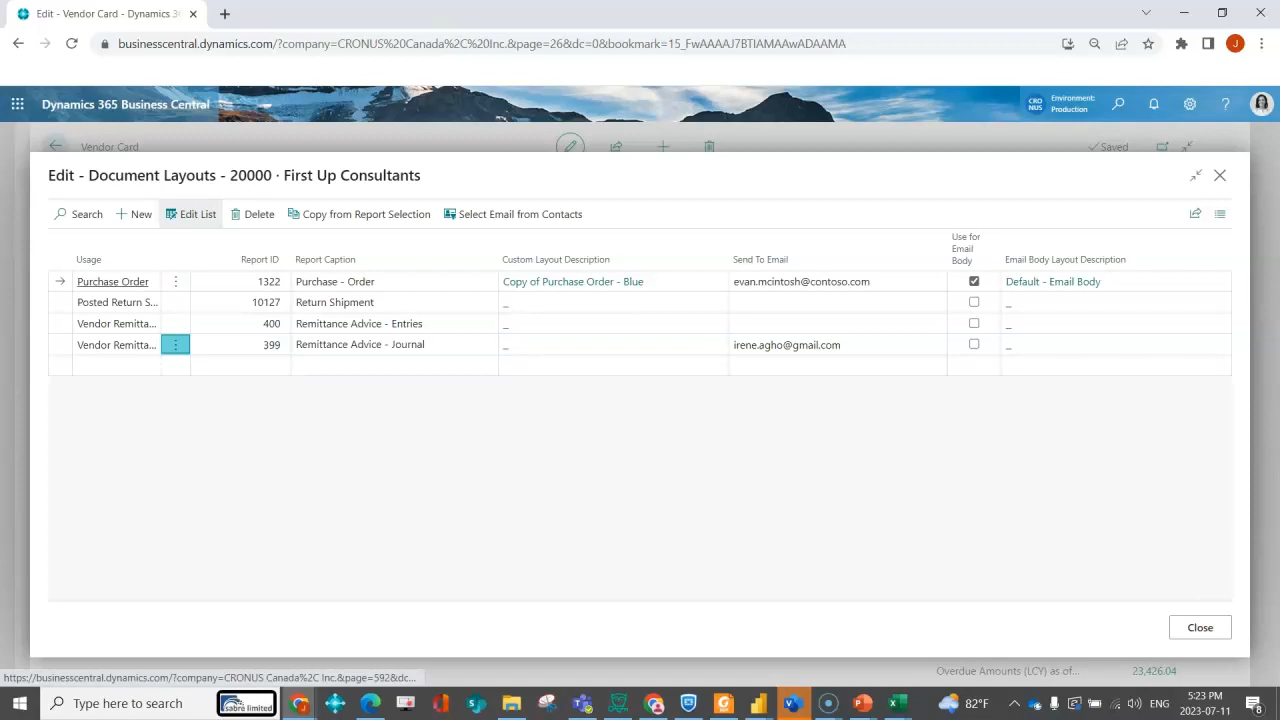 Edit - Vendor Card - Dynamics 36
businesscentral.dynamics.com/?company=CRONUS%20Canada%2C%20Inc.&page=26&dc=0&bookmark=15_FwAAAAJ7BTIAMAAwADAAMA
J
Dynamics 365 Business Central
CRO
NUS
Environment:
Production
Vendor Card
Saved
Edit - Document Layouts - 20000 · First Up Consultants
Search
New
Edit List
Delete
Copy from Report Selection
Select Email from Contacts
Usage
Report ID
Report Caption
Custom Layout Description
Send To Email
Use for
Email
Body
Email Body Layout Description
Purchase Order 1322 Purchase - Order Copy of Purchase Order - Blue evan.mcintosh@contoso.com Default - Email Body
Posted Return S... 10127 Return Shipment _ _
Vendor Remitta... 400 Remittance Advice - Entries _ _
Vendor Remitta... 399 Remittance Advice - Journal _ irene.agho@gmail.com _
Close
https://businesscentral.dynamics.com/?company=CRONUS Canada%2C Inc.&page=592&dc...
Overdue Amounts (LCY) as of... 23,426.04
Type here to search
sabre limited
82°F
ENG
5:23 PM
2023-07-11
8